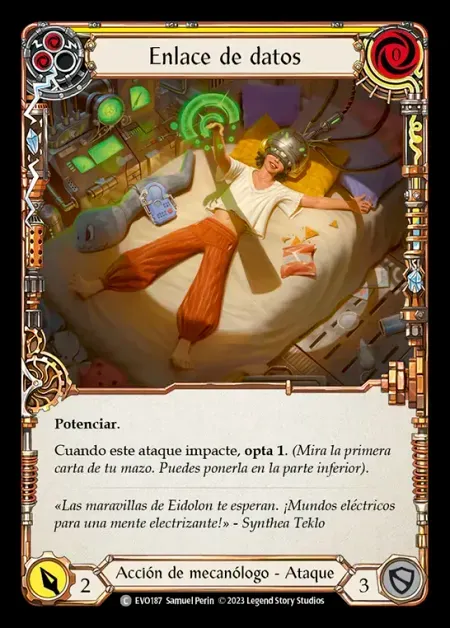 Enlace de datos
0
Potenciar.
Cuando este ataque impacte, opta 1. (Mira la primera
carta de tu mazo. Puedes ponerla en la parte inferior).
«Las maravillas de Eidolon te esperan. ¡Mundos eléctricos
para una mente electrizante!» - Synthea Teklo
2
Acción de mecanólogo - Ataque
3
C EVO187 Samuel Perin © 2023 Legend Story Studios